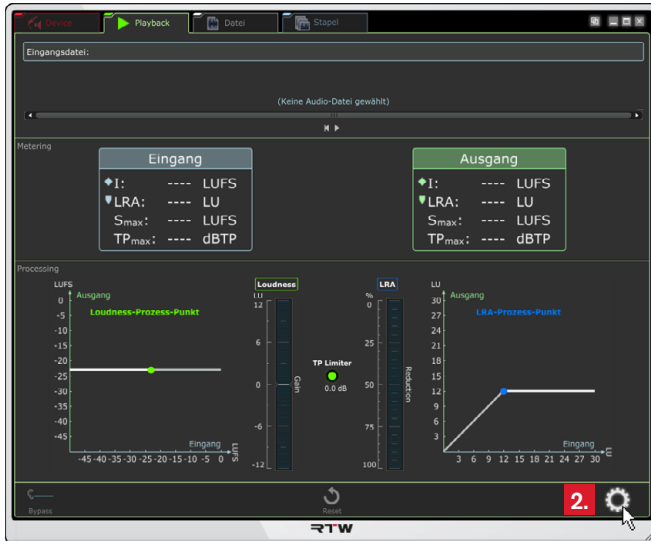 Device Playback Datei Stapel
Eingangsdatei:
(Keine Audio-Datei gewählt)
Metering
Eingang
I: ---- LUFS
LRA: ---- LU
Smax: ---- LUFS
TPmax: ---- dBTP
Ausgang
I: ---- LUFS
LRA: ---- LU
Smax: ---- LUFS
TPmax: ---- dBTP
Processing
LUFS
Ausgang
Loudness-Prozess-Punkt
0
-5
-10
-15
-20
-25
-30
-35
-40
-45
Eingang
-45 -40 -35 -30 -25 -20 -15 -10 -5 0
LUFS
Loudness
LU
12
6
0
-6
-12
Gain
TP Limiter
0.0 dB
LRA
%
0
25
50
75
100
Reduction
LU
Ausgang
LRA-Prozess-Punkt
30
27
24
21
18
15
12
9
6
3
Eingang
3 6 9 12 15 18 21 24 27 30
LU
Bypass
Reset
2.
RTW